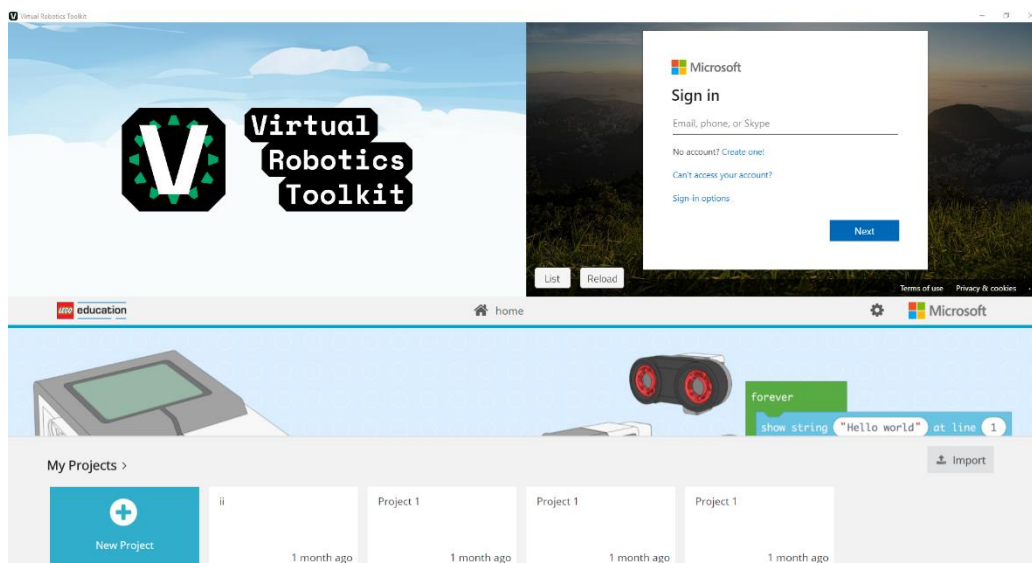 Virtual Robotics Toolkit
Virtual
Robotics
Toolkit
Microsoft
Sign in
Email, phone, or Skype
No account? Create one!
Can't access your account?
Sign-in options
Next
List
Reload
Terms of use
Privacy & cookies
LEGO education
home
Microsoft
forever
show string "Hello world" at line 1
My Projects >
Import
New Project
ii
1 month ago
Project 1
1 month ago
Project 1
1 month ago
Project 1
1 month ago